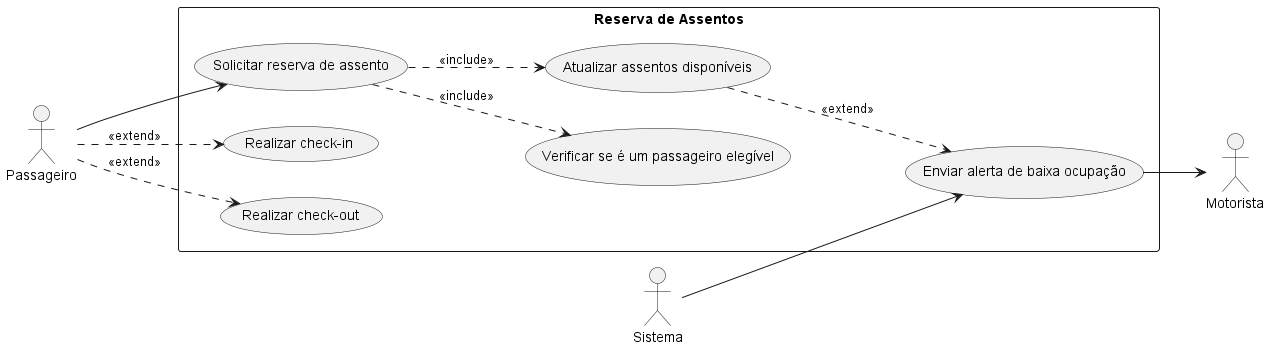 Reserva de Assentos
Solicitar reserva de assento
«include»
Atualizar assentos disponíveis
«include»
«extend»
Passageiro
«extend»
Realizar check-in
Verificar se é um passageiro elegível
«extend»
Enviar alerta de baixa ocupação
Motorista
Realizar check-out
Sistema